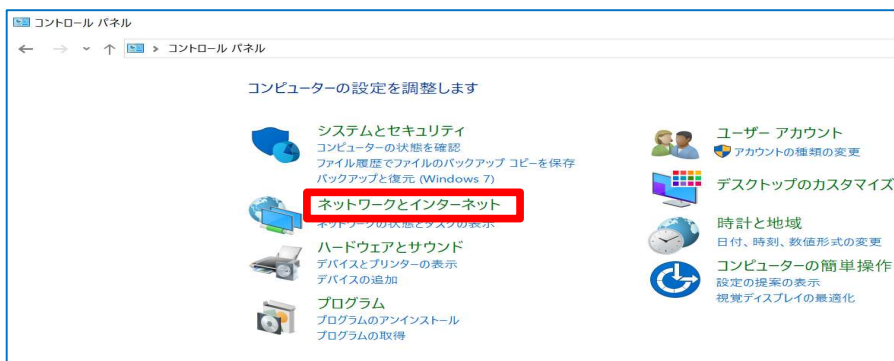 コントロール パネル
コントロール パネル
コンピューターの設定を調整します
システムとセキュリティ
コンピューターの状態を確認
ファイル履歴でファイルのバックアップ コピーを保存
バックアップと復元 (Windows 7)
ネットワークとインターネット
ネットワークの状態とタスクの表示
ハードウェアとサウンド
デバイスとプリンターの表示
デバイスの追加
プログラム
プログラムのアンインストール
プログラムの取得
ユーザー アカウント
アカウントの種類の変更
デスクトップのカスタマイズ
時計と地域
日付、時刻、数値形式の変更
コンピューターの簡単操作
設定の提案の表示
視覚ディスプレイの最適化